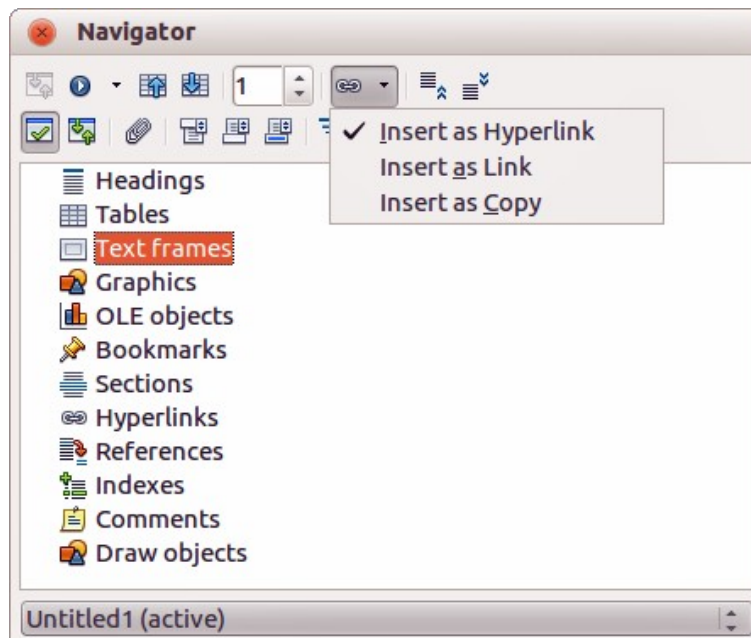 Navigator
1
Insert as Hyperlink
Insert as Link
Insert as Copy
Headings
Tables
Text frames
Graphics
OLE objects
Bookmarks
Sections
Hyperlinks
References
Indexes
Comments
Draw objects
Untitled1 (active)